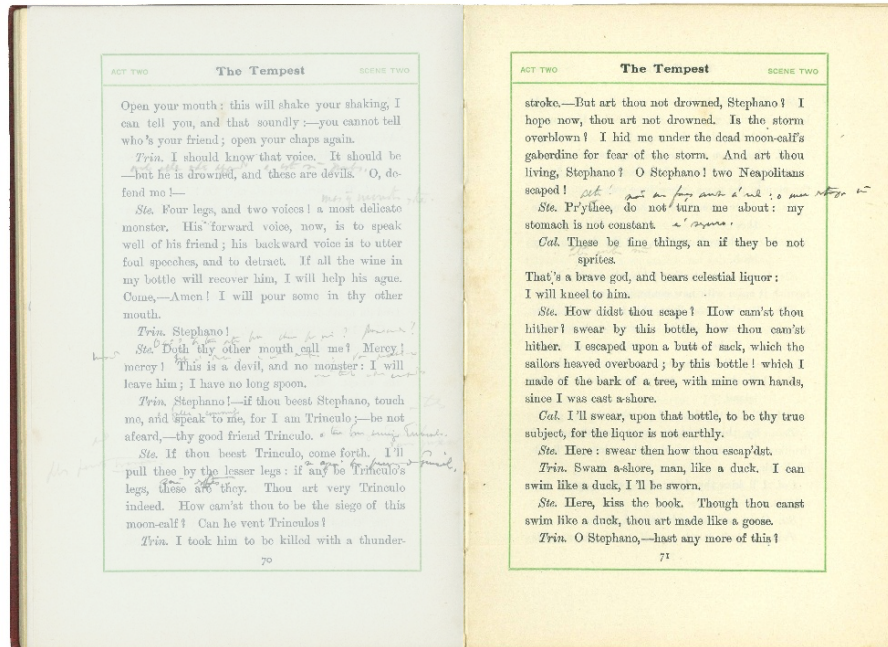 ACT TWO The Tempest SCENE TWO
Open your mouth: this will shake your shaking, I
can tell you, and that soundly:—you cannot tell
who's your friend; open your chaps again.
Trin. I should know that voice. It should be
—but he is drowned, and these are devils. O, de-
fend me!—
Ste. Four legs, and two voices! a most delicate
monster. His forward voice, now, is to speak
well of his friend; his backward voice is to utter
foul speeches, and to detract. If all the wine in
my bottle will recover him, I will help his ague.
Come,—Amen! I will pour some in thy other
mouth.
Trin. Stephano!
Ste. Doth thy other mouth call me? Mercy!
mercy! This is a devil, and no monster: I will
leave him; I have no long spoon.
Trin. Stephano!—if thou beest Stephano, touch
me, and speak to me, for I am Trinculo;—be not
afeard,—thy good friend Trinculo.
Ste. If thou beest Trinculo, come forth. I'll
pull thee by the lesser legs: if any be Trinculo's
legs, these are they. Thou art very Trinculo
indeed. How cam'st thou to be the siege of this
moon-calf? Can he vent Trinculos?
Trin. I took him to be killed with a thunder-
70
ACT TWO The Tempest SCENE TWO
stroke.—But art thou not drowned, Stephano? I
hope now, thou art not drowned. Is the storm
overblown? I hid me under the dead moon-calf's
gaberdine for fear of the storm. And art thou
living, Stephano? O Stephano! two Neapolitans
scaped!
Ste. Pr'ythee, do not turn me about: my
stomach is not constant.
Cal. These be fine things, an if they be not
sprites.
That's a brave god, and bears celestial liquor:
I will kneel to him.
Ste. How didst thou scape? How cam'st thou
hither? swear by this bottle, how thou cam'st
hither. I escaped upon a butt of sack, which the
sailors heaved overboard; by this bottle! which I
made of the bark of a tree, with mine own hands,
since I was cast a-shore.
Cal. I'll swear, upon that bottle, to be thy true
subject, for the liquor is not earthly.
Ste. Here: swear then how thou escap'dst.
Trin. Swam a-shore, man, like a duck. I can
swim like a duck, I'll be sworn.
Ste. Here, kiss the book. Though thou canst
swim like a duck, thou art made like a goose.
Trin. O Stephano,—hast any more of this?
71